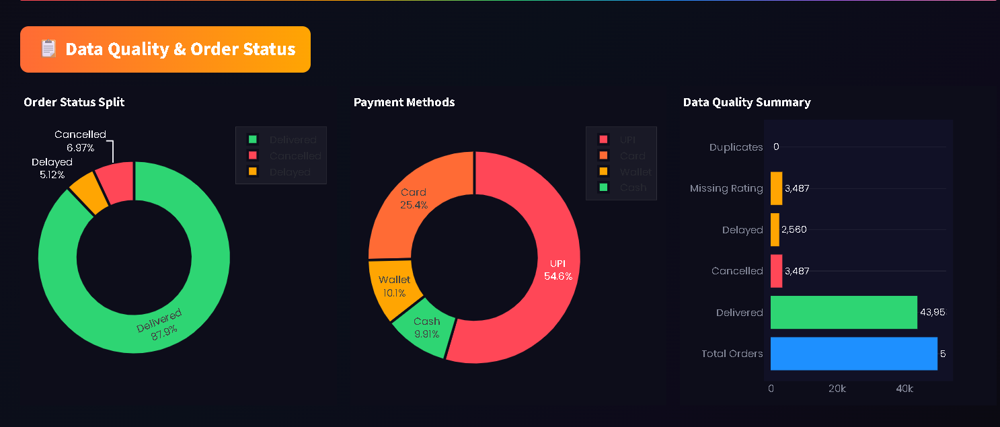 📋 Data Quality & Order Status
Order Status Split
Cancelled
6.97%
Delayed
5.12%
Delivered
87.9%
Delivered
Cancelled
Delayed
Payment Methods
Card
25.4%
Wallet
10.1%
Cash
9.91%
UPI
54.6%
UPI
Card
Wallet
Cash
Data Quality Summary
Duplicates 0
Missing Rating 3,487
Delayed 2,560
Cancelled 3,487
Delivered 43,95
Total Orders 5
0 20k 40k